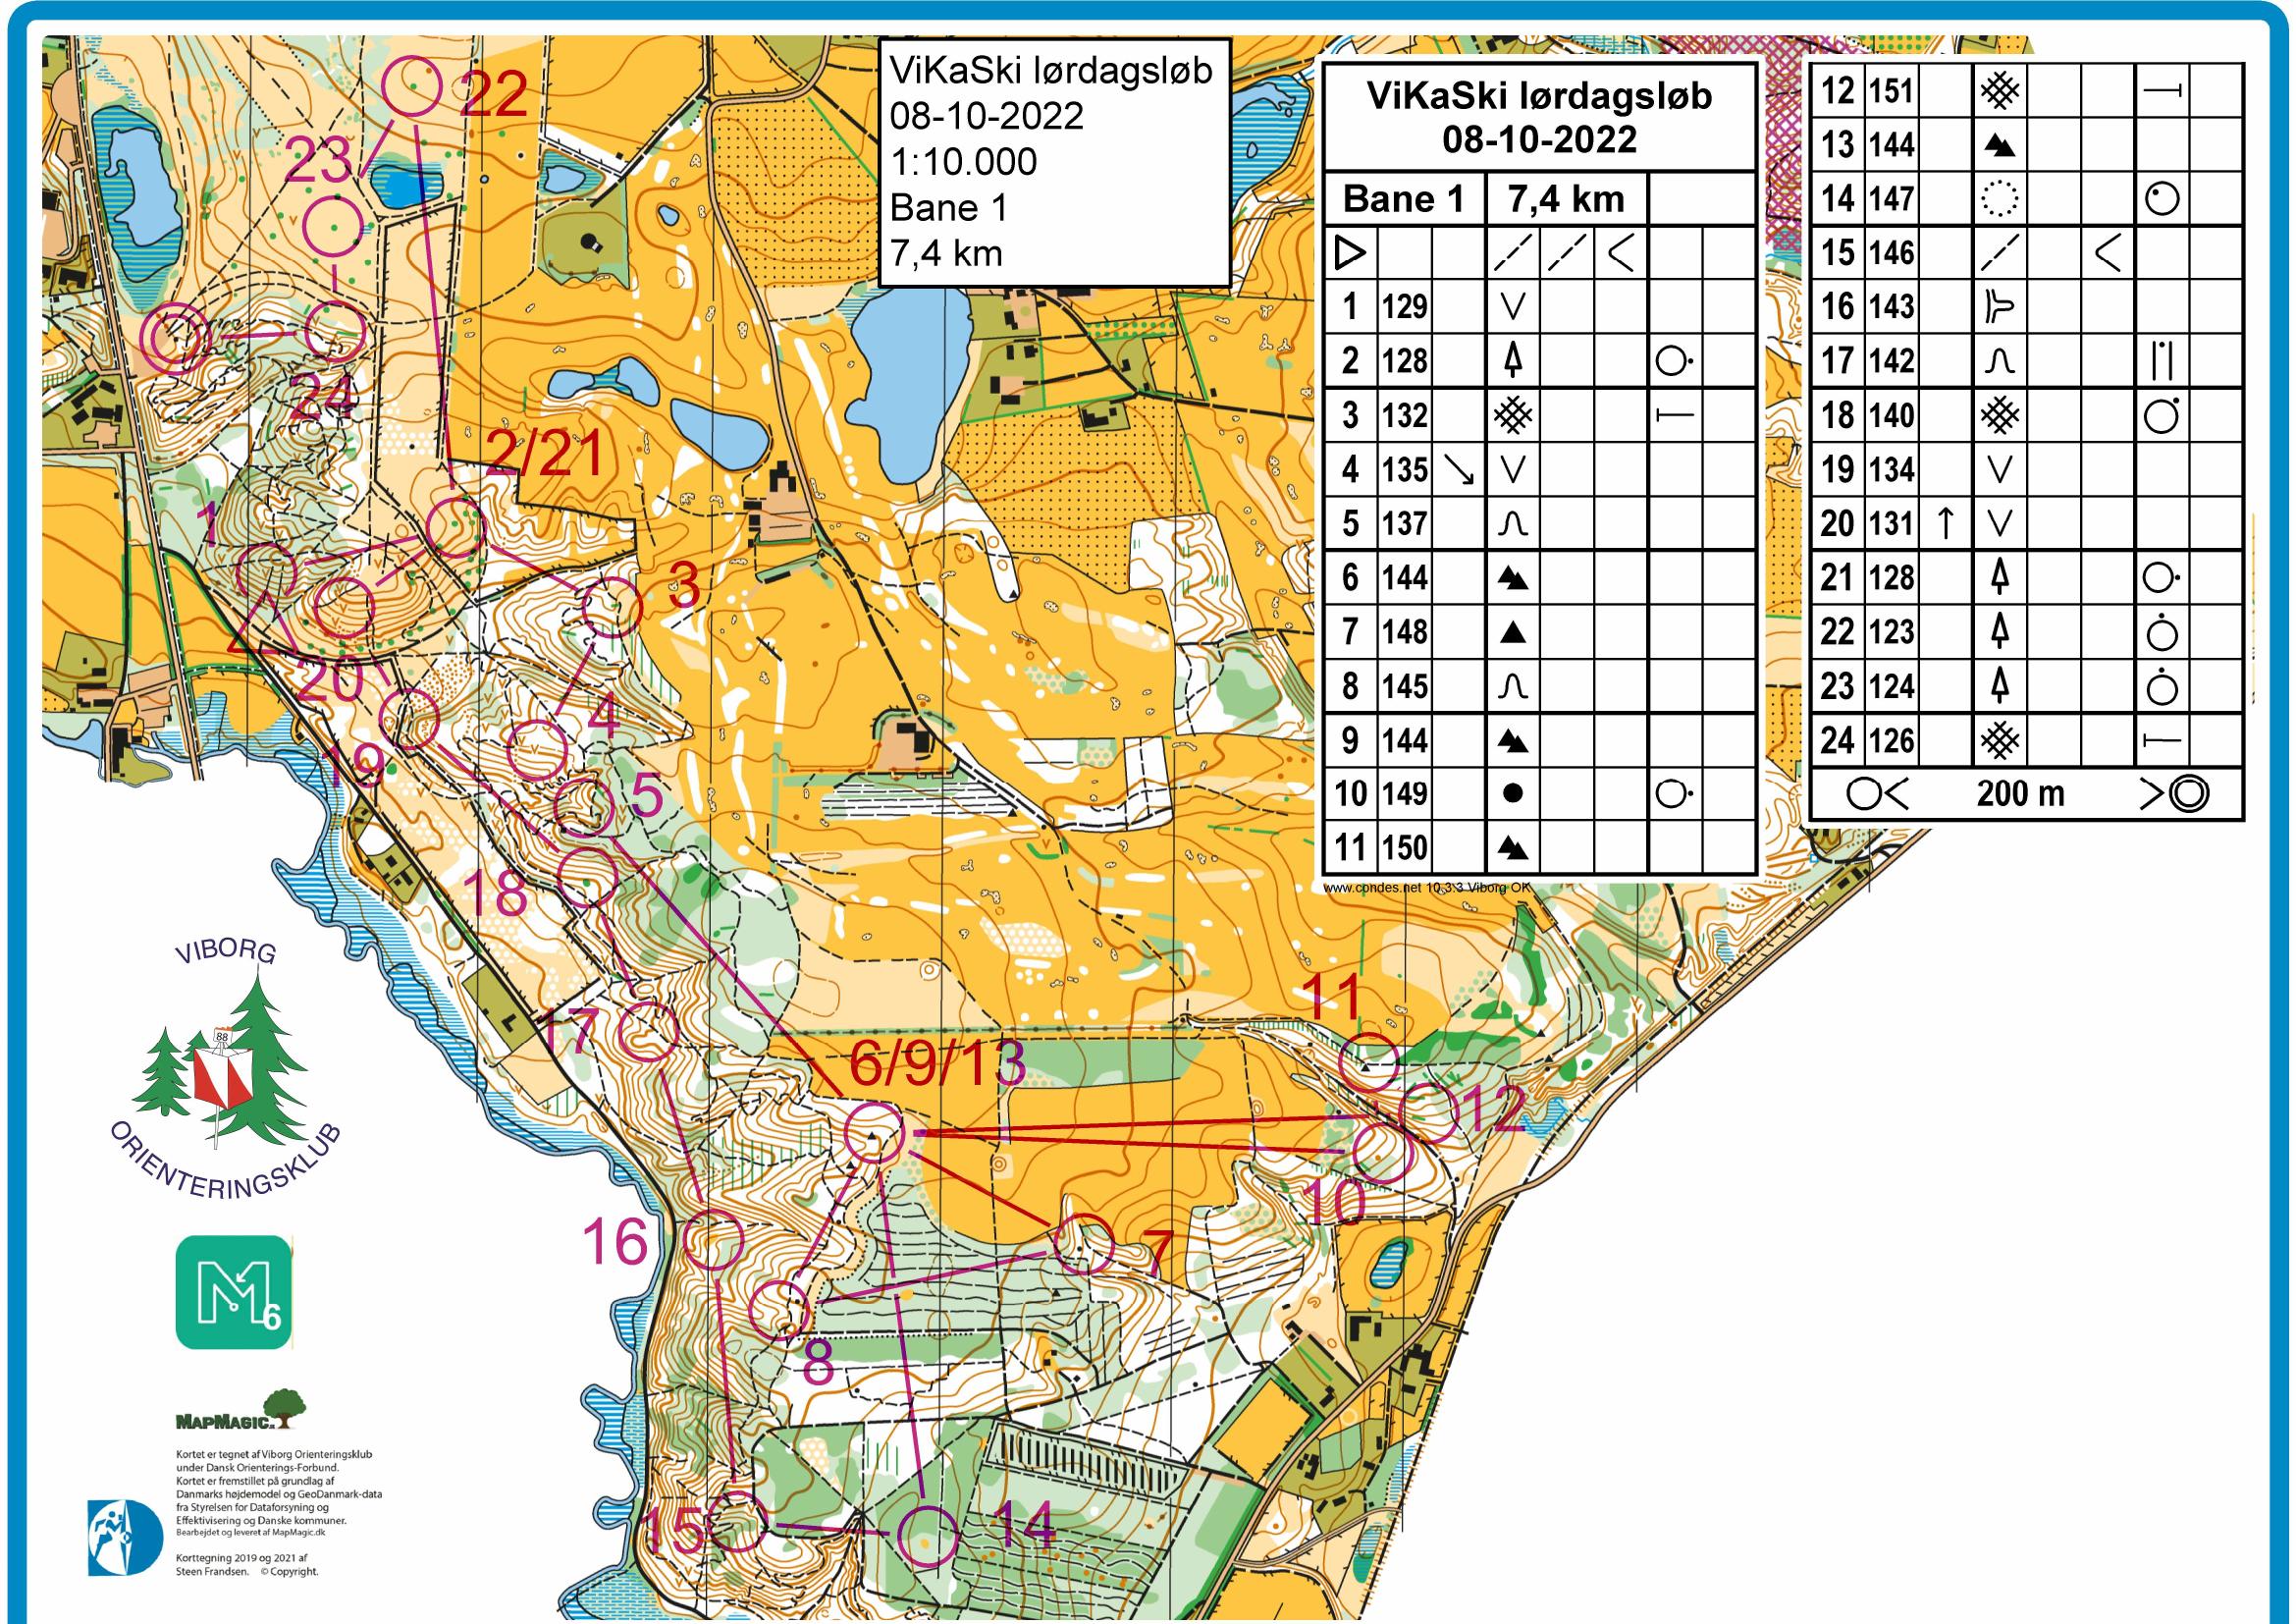 ViKaSki lørdagsløb
08-10-2022
1:10.000
Bane 1
7,4 km
ViKaSki lørdagsløb
08-10-2022
Bane 1 7,4 km
1 129
2 128
3 132
4 135
5 137
6 144
7 148
8 145
9 144
10 149
11 150
www.condes.net 10.3.3 Viborg OK
12 151
13 144
14 147
15 146
16 143
17 142
18 140
19 134
20 131
21 128
22 123
23 124
24 126
200 m
22
23
24
2/21
1
3
20
4
19
5
18
17
11
6/9/13
12
10
16
7
8
15
14
VIBORG
88
ORIENTERINGSKLUB
M6
MAPMAGIC.DK
Kortet er tegnet af Viborg Orienteringsklub
under Dansk Orienterings-Forbund.
Kortet er fremstillet på grundlag af
Danmarks højdemodel og GeoDanmark-data
fra Styrelsen for Dataforsyning og
Effektivisering og Danske kommuner.
Bearbejdet og leveret af MapMagic.dk
Korttegning 2019 og 2021 af
Steen Frandsen. © Copyright.